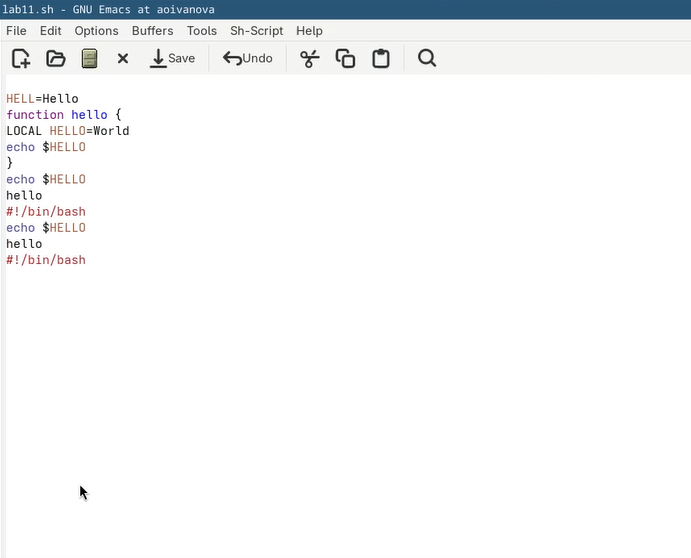 lab11.sh - GNU Emacs at aoivanova
File Edit Options Buffers Tools Sh-Script Help
Save Undo
HELL=Hello
function hello {
LOCAL HELLO=World
echo $HELLO
}
echo $HELLO
hello
#!/bin/bash
echo $HELLO
hello
#!/bin/bash